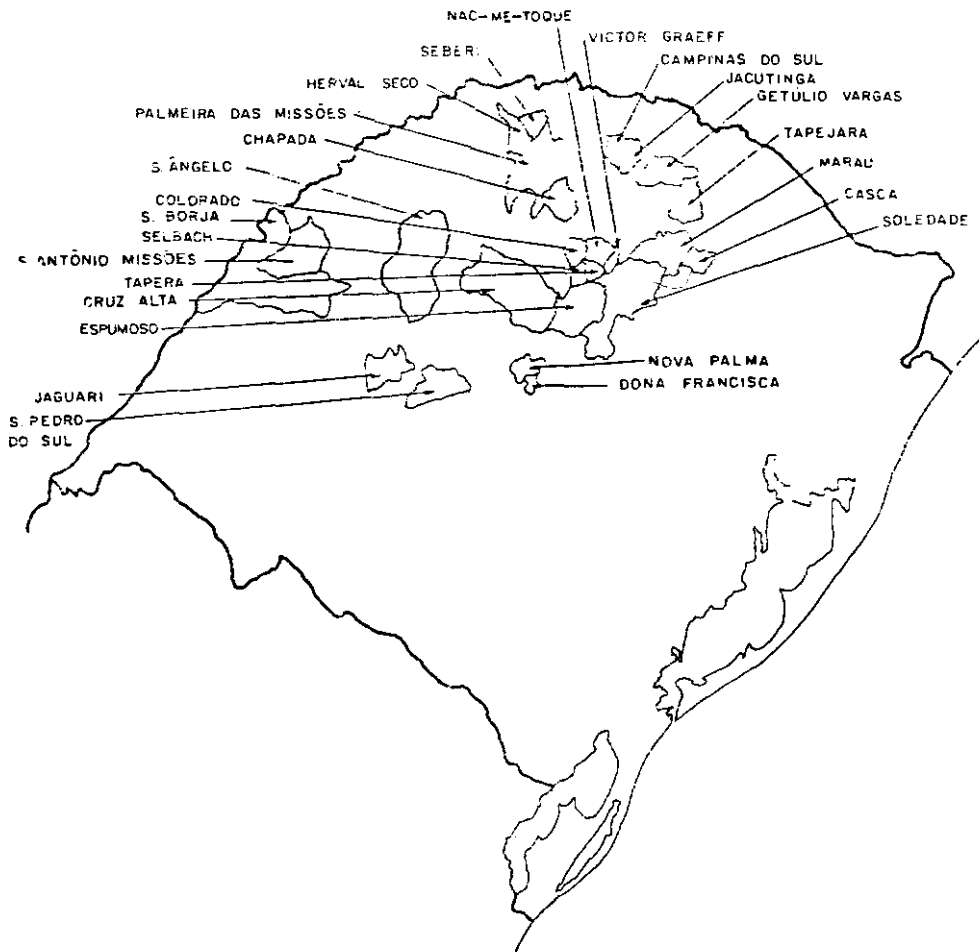 NAC-ME-TOQUE
VICTOR GRAEFF
SEBERI
CAMPINAS DO SUL
HERVAL SECO
JACUTINGA
GETÚLIO VARGAS
PALMEIRA DAS MISSÕES
TAPEJARA
CHAPADA
MARAU
S. ÂNGELO
CASCA
COLORADO
S. BORJA
SOLEDADE
SELBACH
S. ANTÔNIO MISSÕES
TAPERA
CRUZ ALTA
ESPUMOSO
NOVA PALMA
DONA FRANCISCA
JAGUARI
S. PEDRO
DO SUL